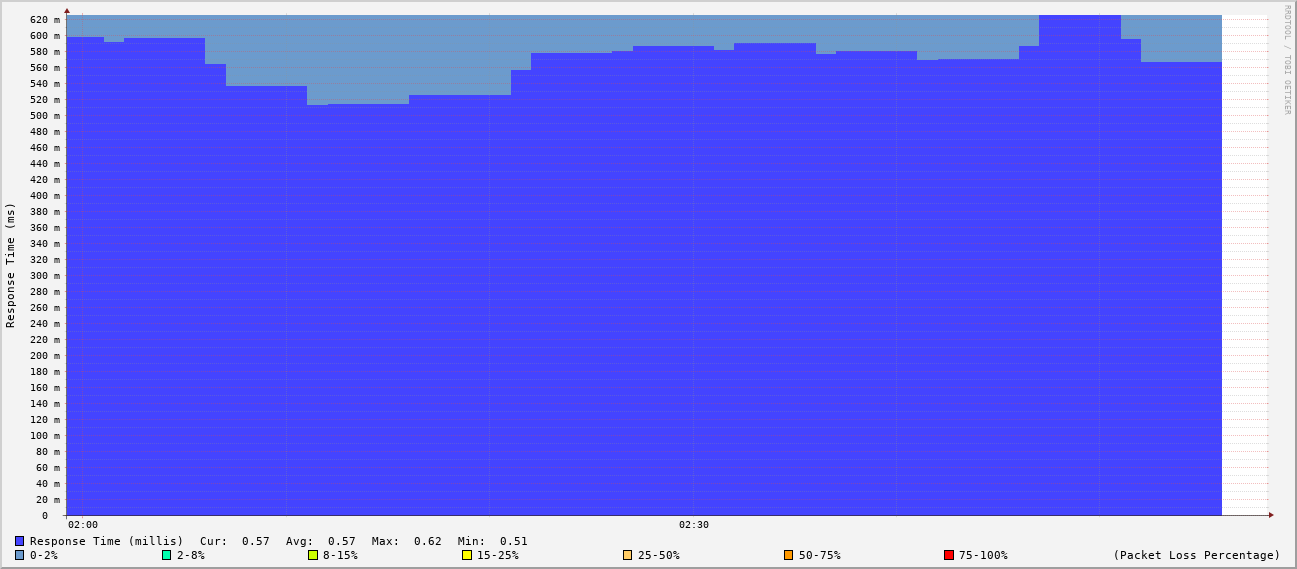 620 m
600 m
580 m
560 m
540 m
520 m
500 m
480 m
460 m
440 m
420 m
400 m
380 m
360 m
340 m
320 m
300 m
280 m
260 m
240 m
220 m
200 m
180 m
160 m
140 m
120 m
100 m
80 m
60 m
40 m
20 m
0
Response Time (ms)
RRDTOOL / TOBI OETIKER
02:00 02:30
Response Time (millis) Cur: 0.57 Avg: 0.57 Max: 0.62 Min: 0.51
0-2% 2-8% 8-15% 15-25% 25-50% 50-75% 75-100% (Packet Loss Percentage)